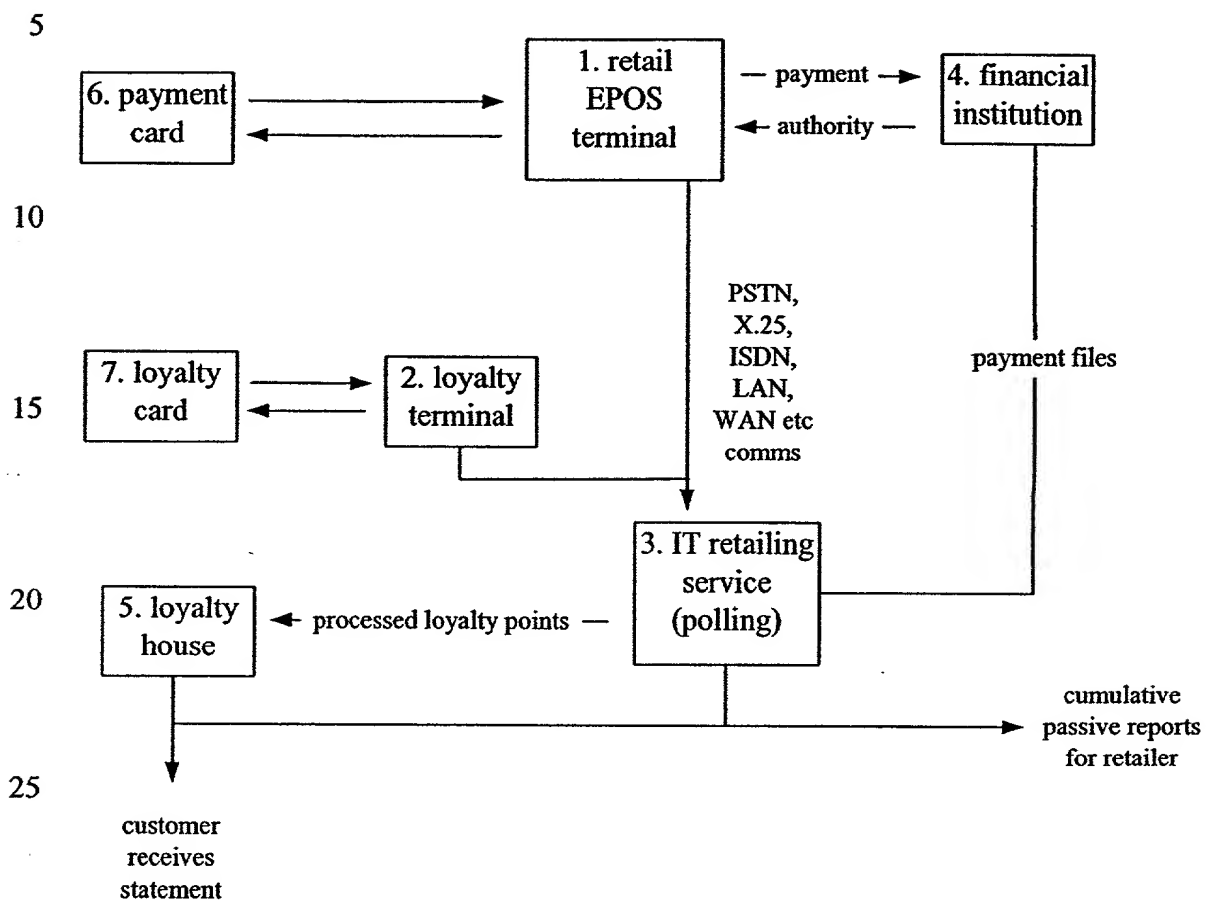 5
1. retail
EPOS
terminal
— payment →
← authority —
4. financial
institution
6. payment
card
10
PSTN,
X.25,
ISDN,
LAN,
WAN etc
comms
payment files
7. loyalty
card
2. loyalty
terminal
15
3. IT retailing
service
(polling)
20
5. loyalty
house
← processed loyalty points —
cumulative
passive reports
for retailer
25
customer
receives
statement